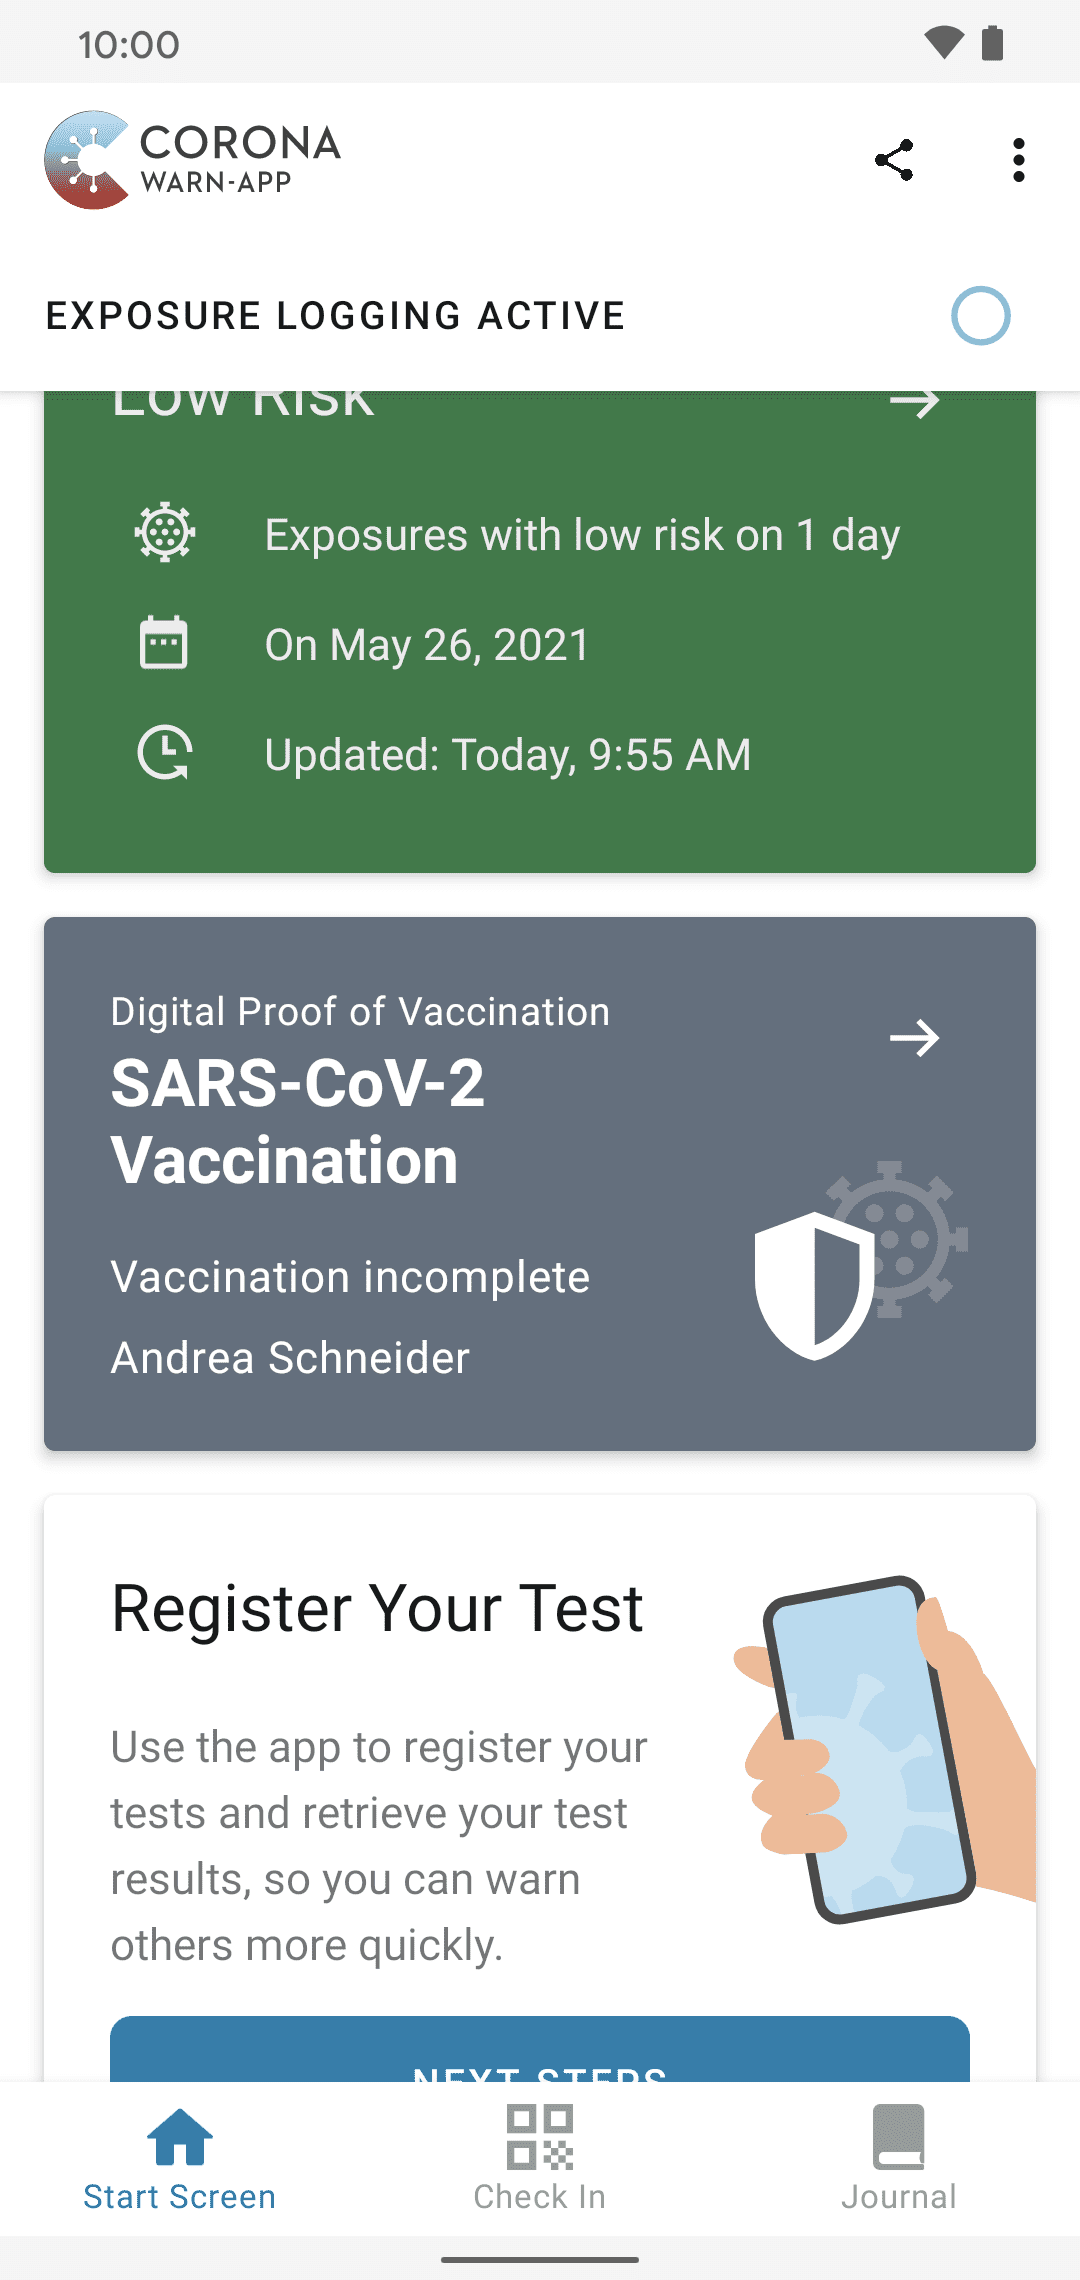 10:00
CORONA
WARN-APP
EXPOSURE LOGGING ACTIVE
Low Risk
Exposures with low risk on 1 day
On May 26, 2021
Updated: Today, 9:55 AM
Digital Proof of Vaccination
SARS-CoV-2
Vaccination
Vaccination incomplete
Andrea Schneider
Register Your Test
Use the app to register your
tests and retrieve your test
results, so you can warn
others more quickly.
NEXT STEPS
Start Screen
Check In
Journal